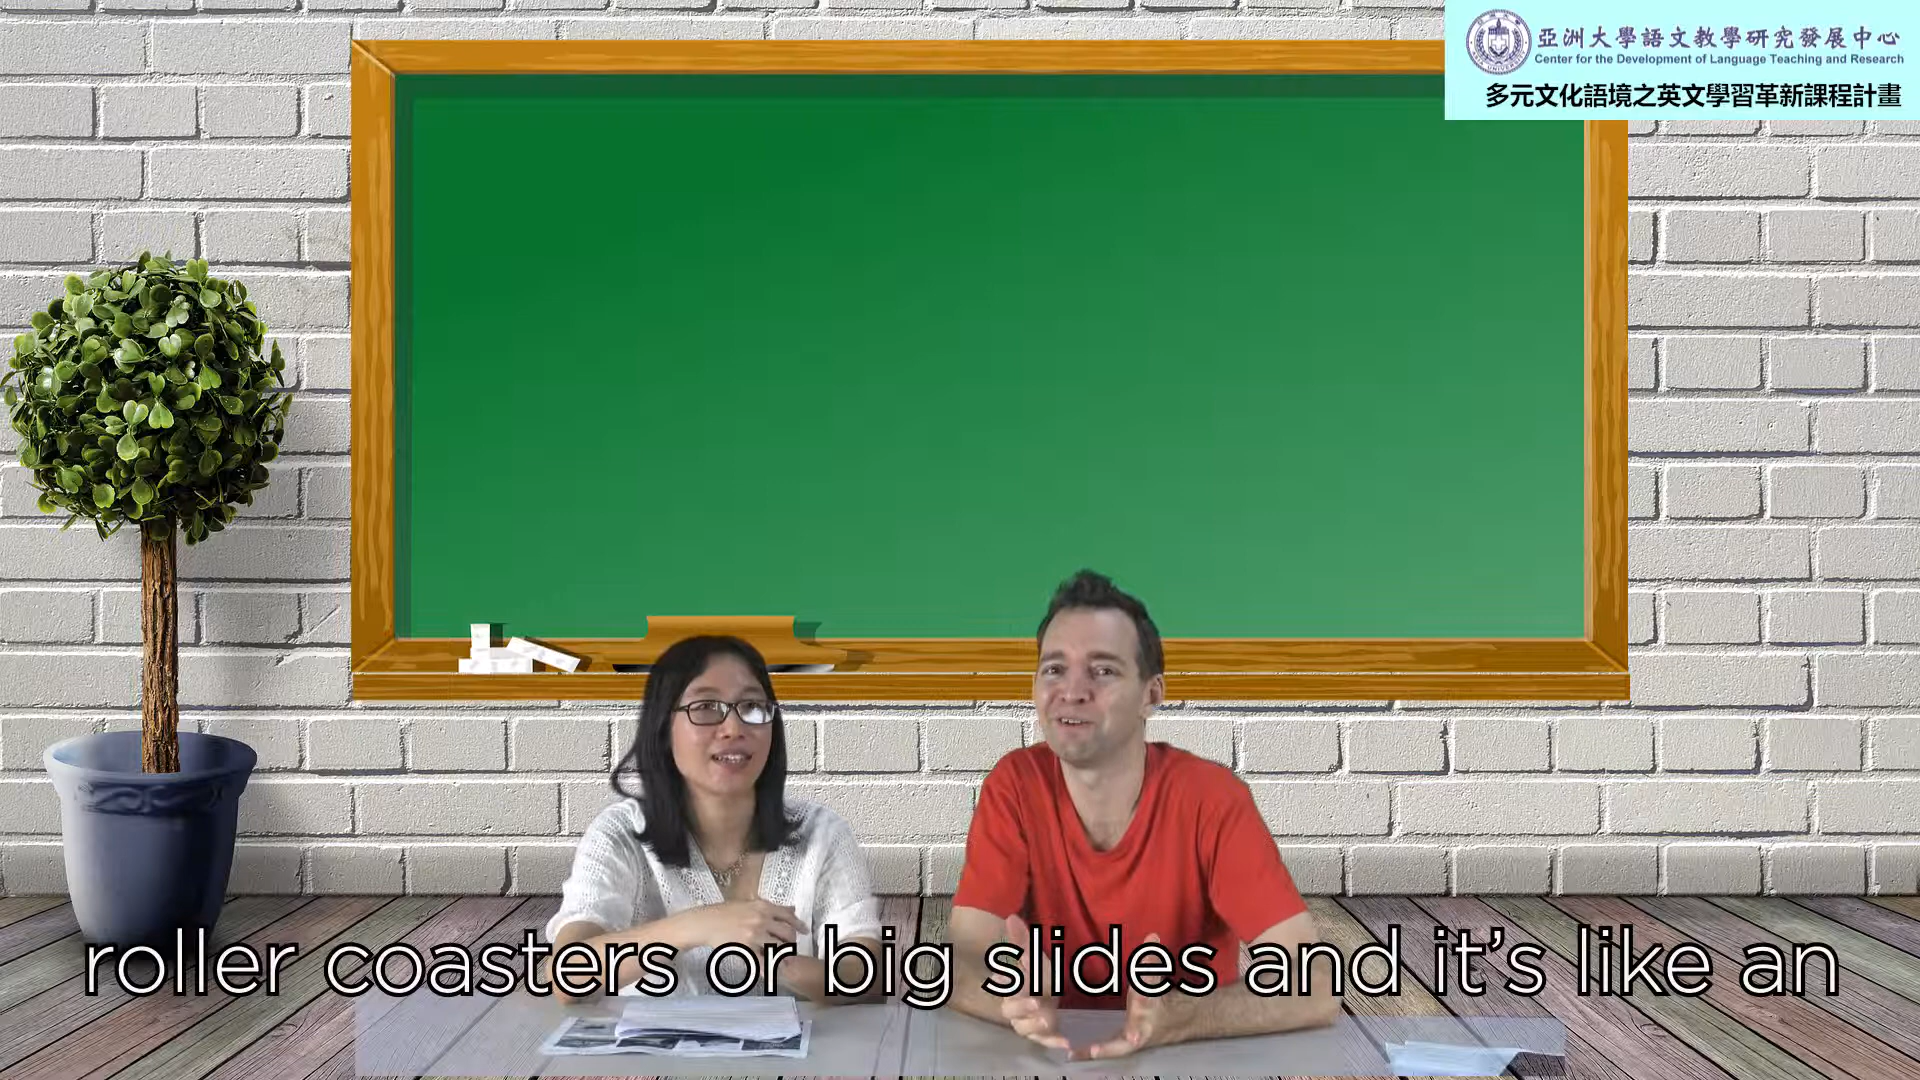 亞洲大學語文教學研究發展中心
Center for the Development of Language Teaching and Research
多元文化語境之英文學習革新課程計畫
roller coasters or big slides and it's like an